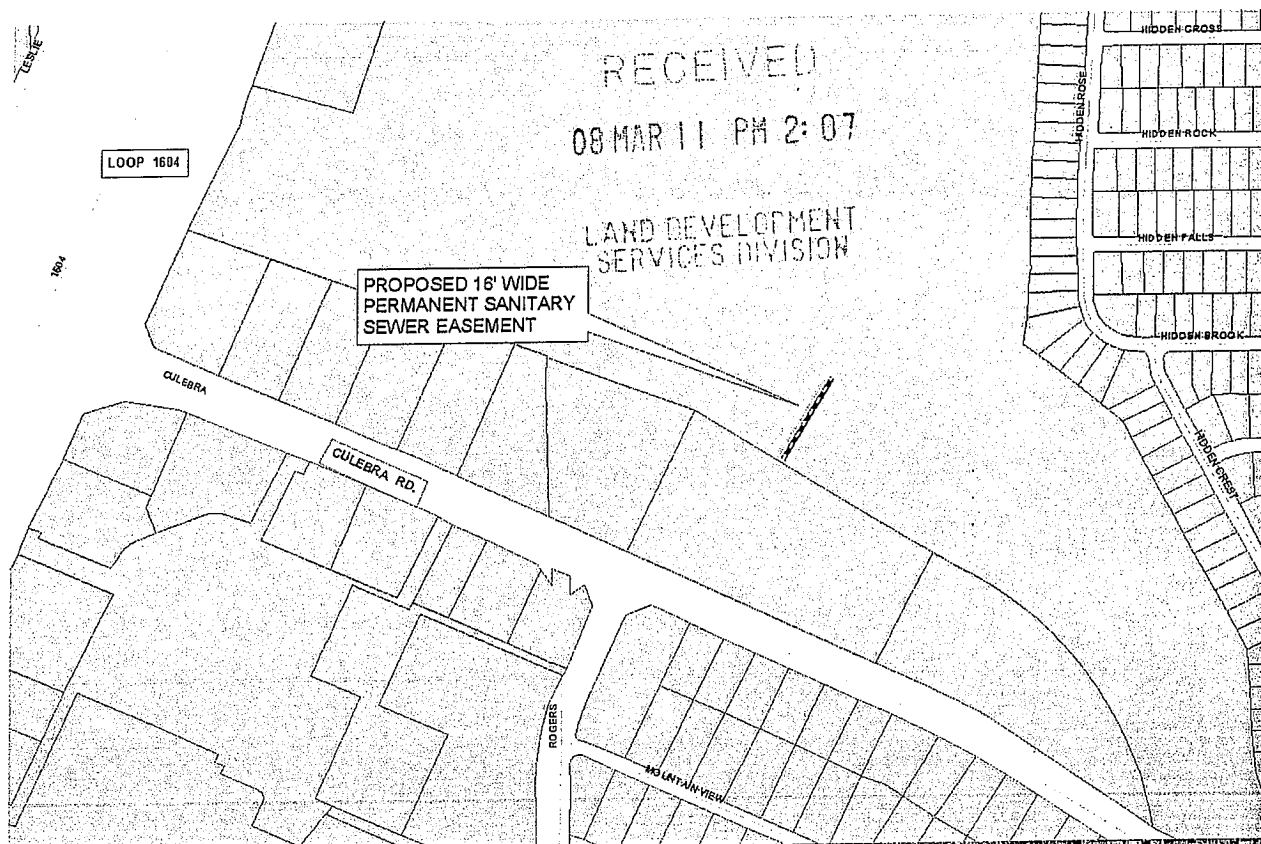 LESLIE
RECEIVED
08 MAR 11 PM 2:07
LAND DEVELOPMENT
SERVICES DIVISION
LOOP 1604
1604
PROPOSED 16' WIDE
PERMANENT SANITARY
SEWER EASEMENT
CULEBRA
CULEBRA RD.
ROGERS
MOUNTAIN VIEW
HIDDEN CROSS
HIDDEN ROSE
HIDDEN ROCK
HIDDEN FALLS
HIDDEN BROOK
HIDDEN CREST